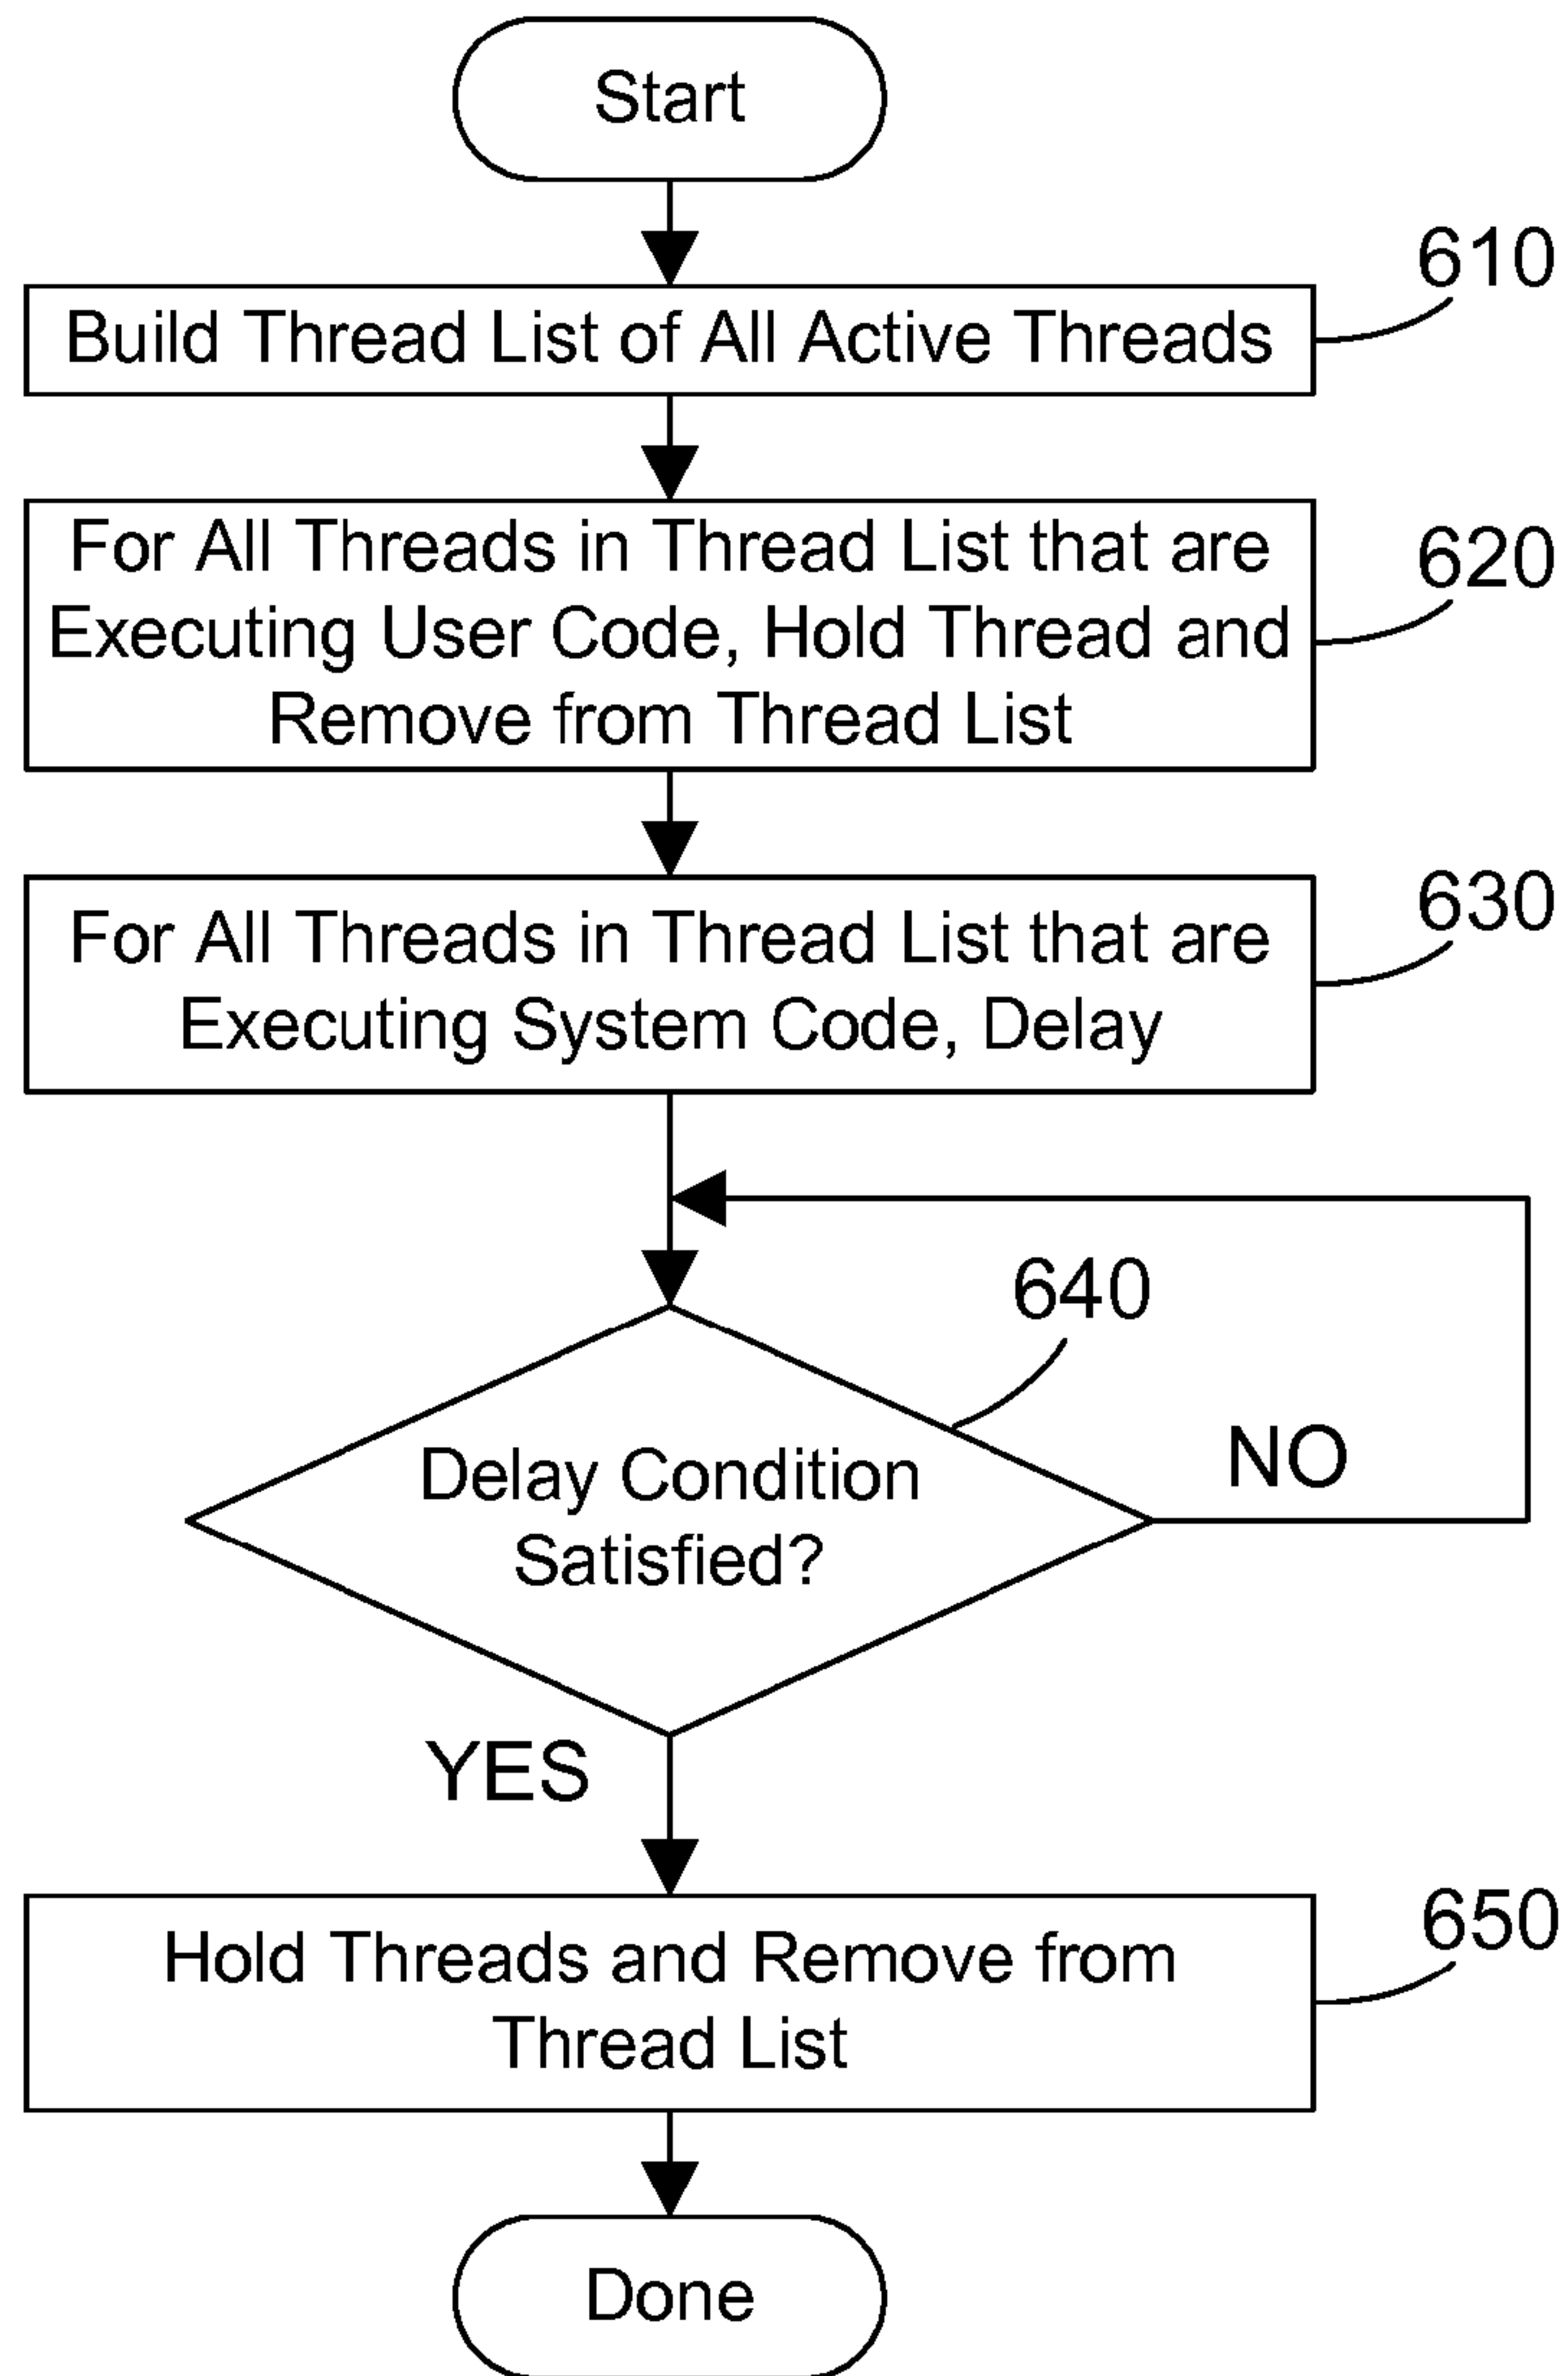 Start
610
Build Thread List of All Active Threads
620
For All Threads in Thread List that are
Executing User Code, Hold Thread and
Remove from Thread List
630
For All Threads in Thread List that are
Executing System Code, Delay
640
Delay Condition
Satisfied?
NO
YES
650
Hold Threads and Remove from
Thread List
Done